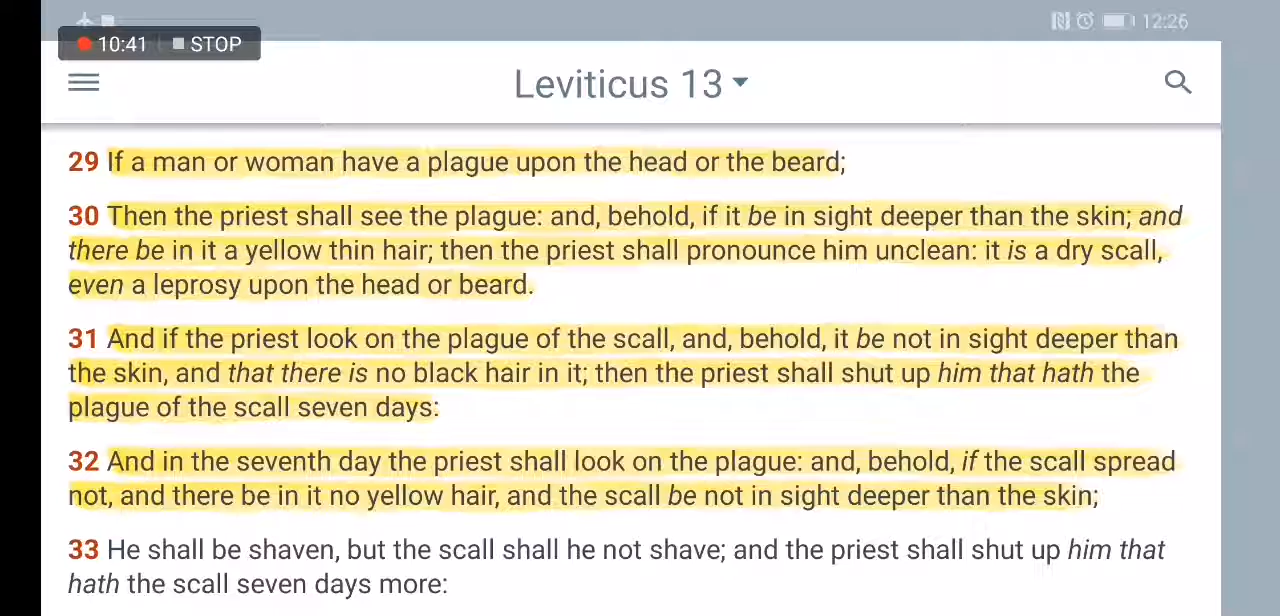 12:26
10:41 STOP
Leviticus 13
29 If a man or woman have a plague upon the head or the beard;
30 Then the priest shall see the plague: and, behold, if it be in sight deeper than the skin; and
there be in it a yellow thin hair; then the priest shall pronounce him unclean: it is a dry scall,
even a leprosy upon the head or beard.
31 And if the priest look on the plague of the scall, and, behold, it be not in sight deeper than
the skin, and that there is no black hair in it; then the priest shall shut up him that hath the
plague of the scall seven days:
32 And in the seventh day the priest shall look on the plague: and, behold, if the scall spread
not, and there be in it no yellow hair, and the scall be not in sight deeper than the skin;
33 He shall be shaven, but the scall shall he not shave; and the priest shall shut up him that
hath the scall seven days more: